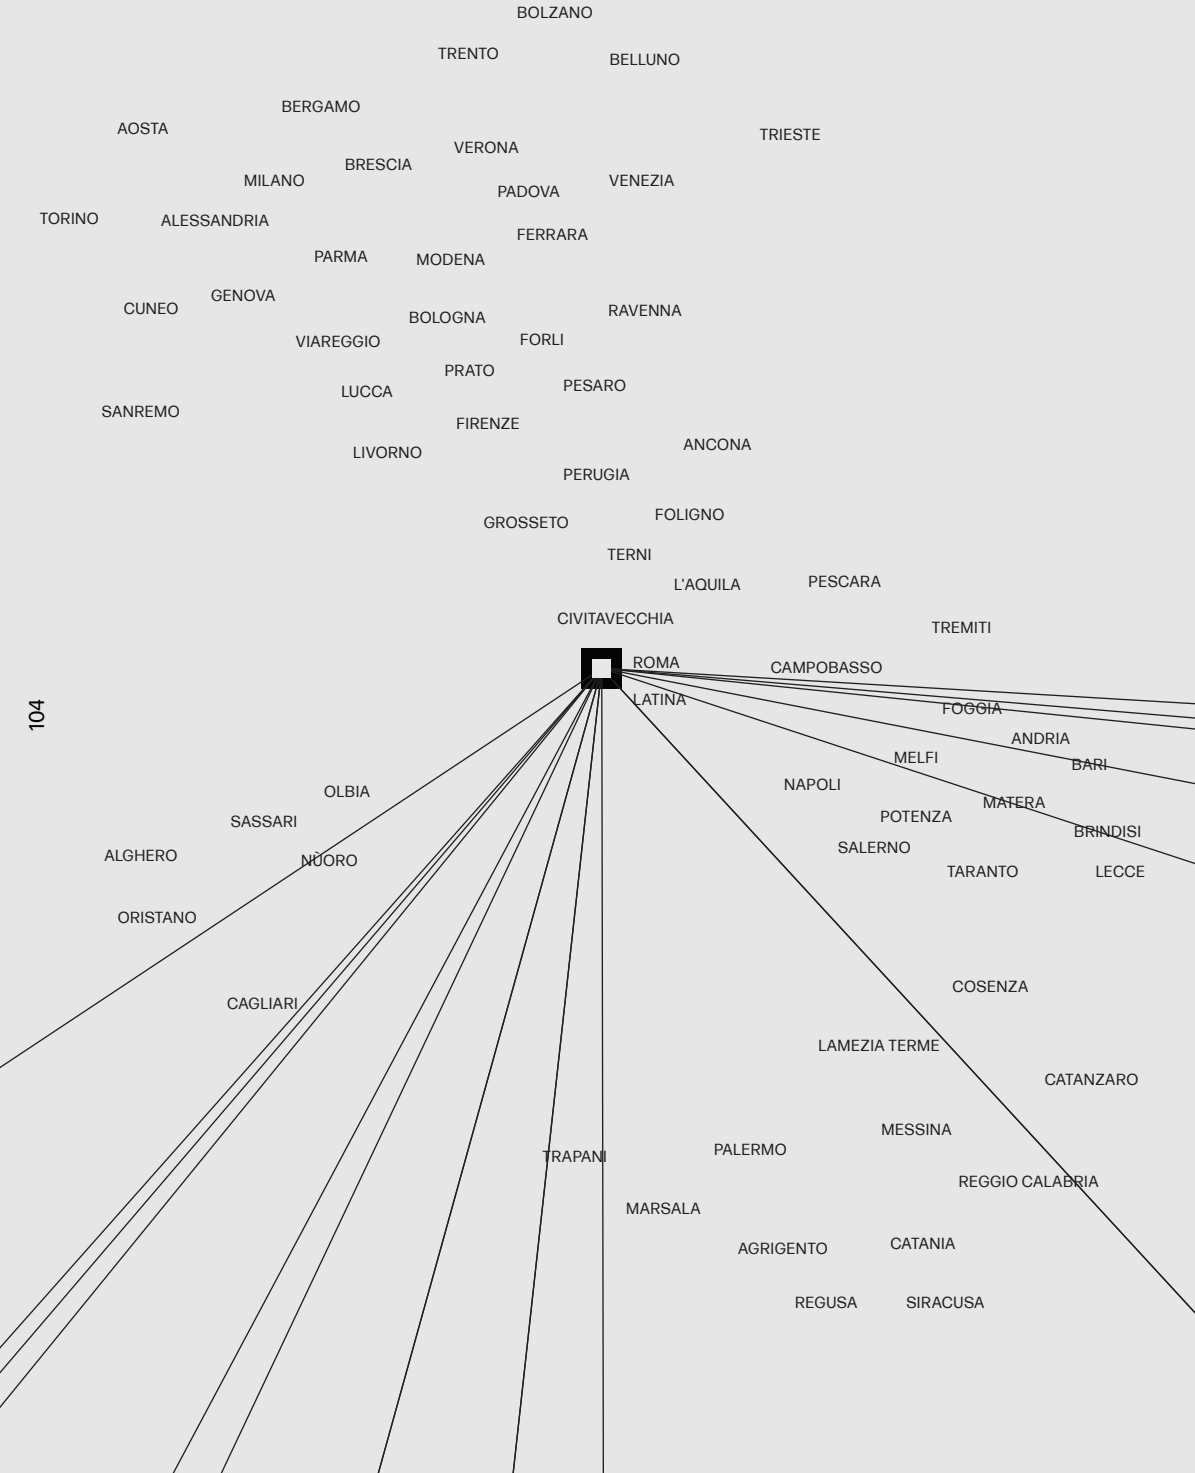 BOLZANO
TRENTO
BELLUNO
BERGAMO
AOSTA
TRIESTE
VERONA
BRESCIA
MILANO
VENEZIA
PADOVA
TORINO
ALESSANDRIA
FERRARA
PARMA
MODENA
GENOVA
CUNEO
RAVENNA
BOLOGNA
FORLI
VIAREGGIO
PRATO
PESARO
LUCCA
SANREMO
FIRENZE
ANCONA
LIVORNO
PERUGIA
FOLIGNO
GROSSETO
TERNI
L'AQUILA
PESCARA
CIVITAVECCHIA
TREMITI
ROMA
CAMPOBASSO
LATINA
FOGGIA
104
ANDRIA
MELFI
BARI
NAPOLI
OLBIA
MATERA
POTENZA
SASSARI
BRINDISI
SALERNO
ALGHERO
NÙORO
TARANTO
LECCE
ORISTANO
COSENZA
CAGLIARI
LAMEZIA TERME
CATANZARO
MESSINA
PALERMO
TRAPANI
REGGIO CALABRIA
MARSALA
CATANIA
AGRIGENTO
REGUSA
SIRACUSA